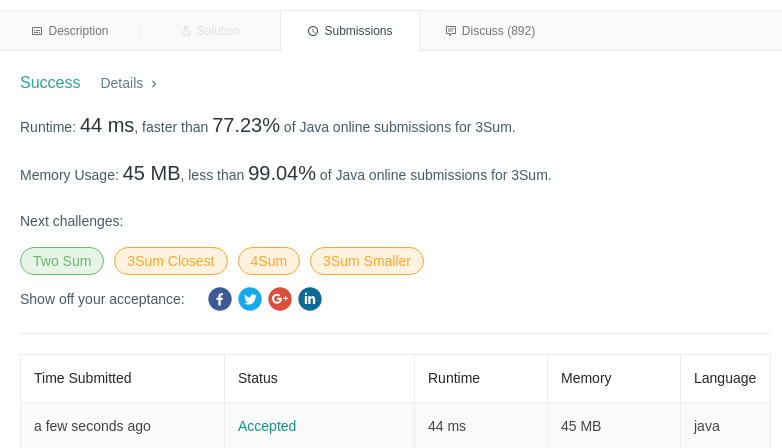 Description Solution Submissions Discuss (892)
Success Details
Runtime: 44 ms, faster than 77.23% of Java online submissions for 3Sum.
Memory Usage: 45 MB, less than 99.04% of Java online submissions for 3Sum.
Next challenges:
Two Sum 3Sum Closest 4Sum 3Sum Smaller
Show off your acceptance:
Time Submitted Status Runtime Memory Language
a few seconds ago Accepted 44 ms 45 MB java